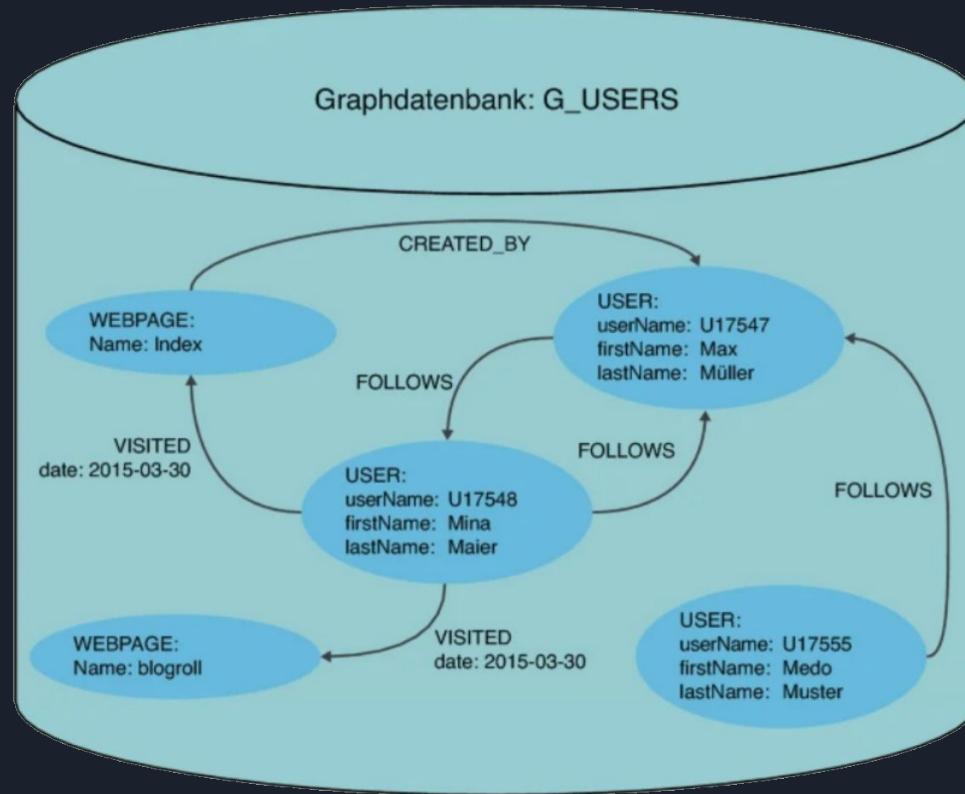 Graphdatenbank: G_USERS
CREATED_BY
WEBPAGE:
Name: Index
USER:
userName: U17547
firstName: Max
lastName: Müller
FOLLOWS
VISITED
date: 2015-03-30
FOLLOWS
USER:
userName: U17548
firstName: Mina
lastName: Maier
FOLLOWS
WEBPAGE:
Name: blogroll
VISITED
date: 2015-03-30
USER:
userName: U17555
firstName: Medo
lastName: Muster